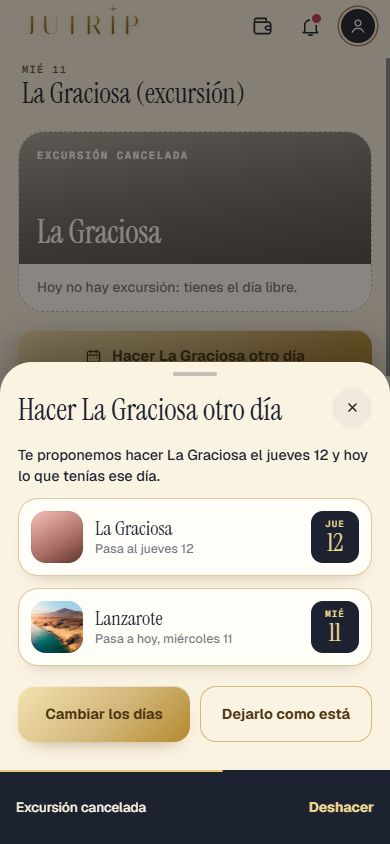 JUTRIP
MIÉ 11
La Graciosa (excursión)
EXCURSIÓN CANCELADA
La Graciosa
Hoy no hay excursión: tienes el día libre.
Hacer La Graciosa otro día
Hacer La Graciosa otro día
Te proponemos hacer La Graciosa el jueves 12 y hoy
lo que tenías ese día.
La Graciosa
Pasa al jueves 12
JUE
12
Lanzarote
Pasa a hoy, miércoles 11
MIÉ
11
Cambiar los días
Dejarlo como está
Excursión cancelada
Deshacer